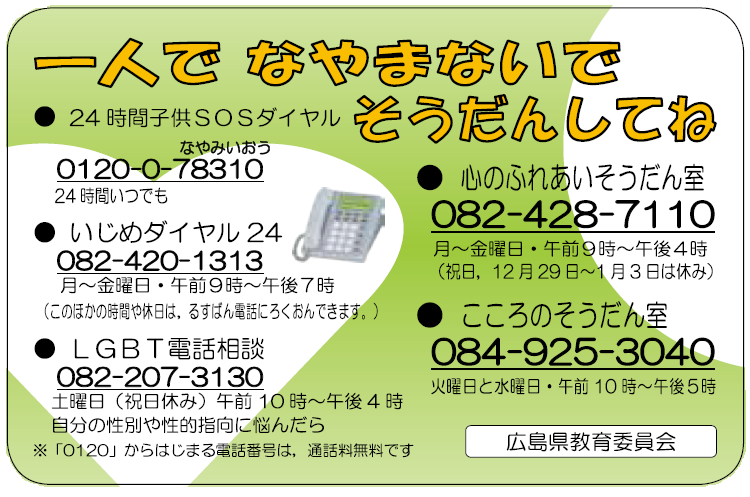 一人で なやまないで
そうだんしてね
● 24時間子供SOSダイヤル
なやみいおう
0120-0-78310
24時間いつでも
● いじめダイヤル24
082-420-1313
月～金曜日・午前9時～午後7時
（このほかの時間や休日は，るすばん電話にろくおんできます。）
● LGBT電話相談
082-207-3130
土曜日（祝日休み）午前10時～午後4時
自分の性別や性的指向に悩んだら
※「0120」からはじまる電話番号は，通話料無料です
● 心のふれあいそうだん室
082-428-7110
月～金曜日・午前9時～午後4時
（祝日，12月29日～1月3日は休み）
● こころのそうだん室
084-925-3040
火曜日と水曜日・午前10時～午後5時
広島県教育委員会